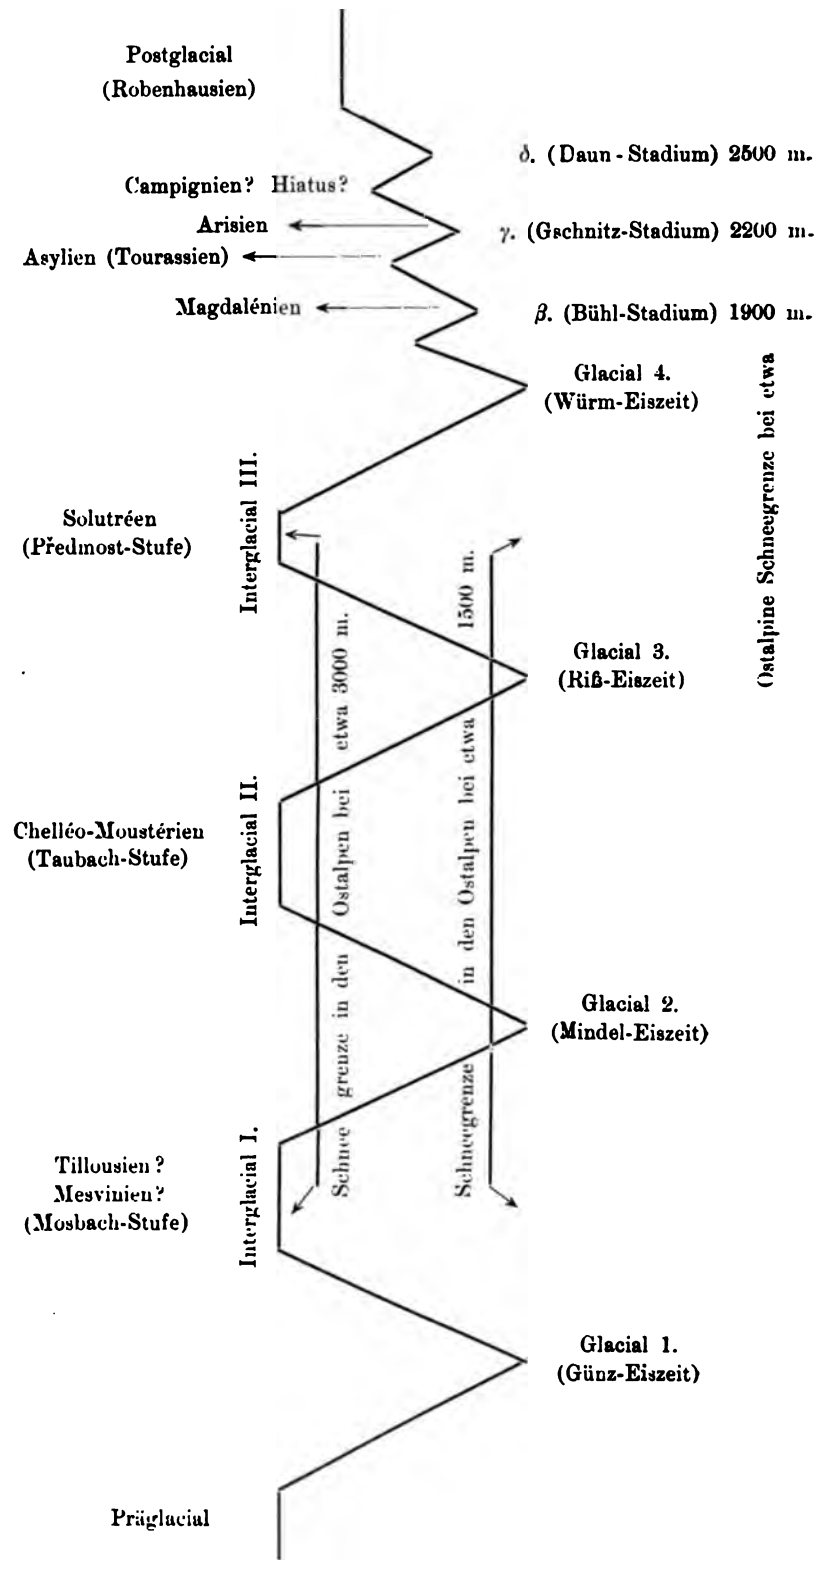 Postglacial
(Robenhausien)
δ. (Daun-Stadium) 2500 m.
Campignien? Hiatus?
Arisien
γ. (Gschnitz-Stadium) 2200 m.
Asylien (Tourassien)
Magdalénien
β. (Bühl-Stadium) 1900 m.
Ostalpine Schneegrenze bei etwa
Glacial 4.
(Würm-Eiszeit)
Interglacial III.
Solutréen
(Předmost-Stufe)
Schneegrenze in den Ostalpen bei etwa 3000 m.
Schneegrenze in den Ostalpen bei etwa 1500 m.
Glacial 3.
(Riß-Eiszeit)
Interglacial II.
Chelléo-Moustérien
(Taubach-Stufe)
Glacial 2.
(Mindel-Eiszeit)
Interglacial I.
Tillousien?
Mesvinien?
(Mosbach-Stufe)
Glacial 1.
(Günz-Eiszeit)
Präglacial